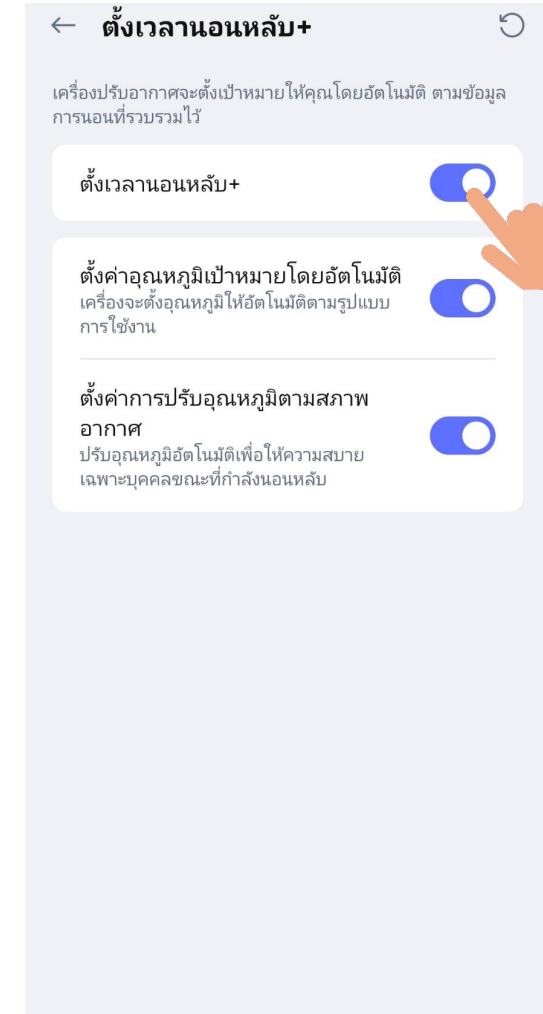 ตั้งเวลานอนหลับ+
เครื่องปรับอากาศจะตั้งเป้าหมายให้คุณโดยอัตโนมัติ ตามข้อมูล
การนอนที่รวบรวมไว้
ตั้งเวลานอนหลับ+
ตั้งค่าอุณหภูมิเป้าหมายโดยอัตโนมัติ
เครื่องจะตั้งอุณหภูมิให้อัตโนมัติตามรูปแบบ
การใช้งาน
ตั้งค่าการปรับอุณหภูมิตามสภาพ
อากาศ
ปรับอุณหภูมิอัตโนมัติเพื่อให้ความสบาย
เฉพาะบุคคลขณะที่กำลังนอนหลับ